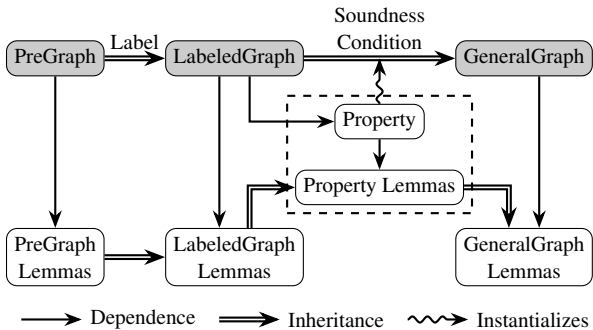 Soundness
Label
Condition
PreGraph
LabeledGraph
GeneralGraph
Property
Property Lemmas
PreGraph
Lemmas
LabeledGraph
Lemmas
GeneralGraph
Lemmas
Dependence
Inheritance
Instantializes